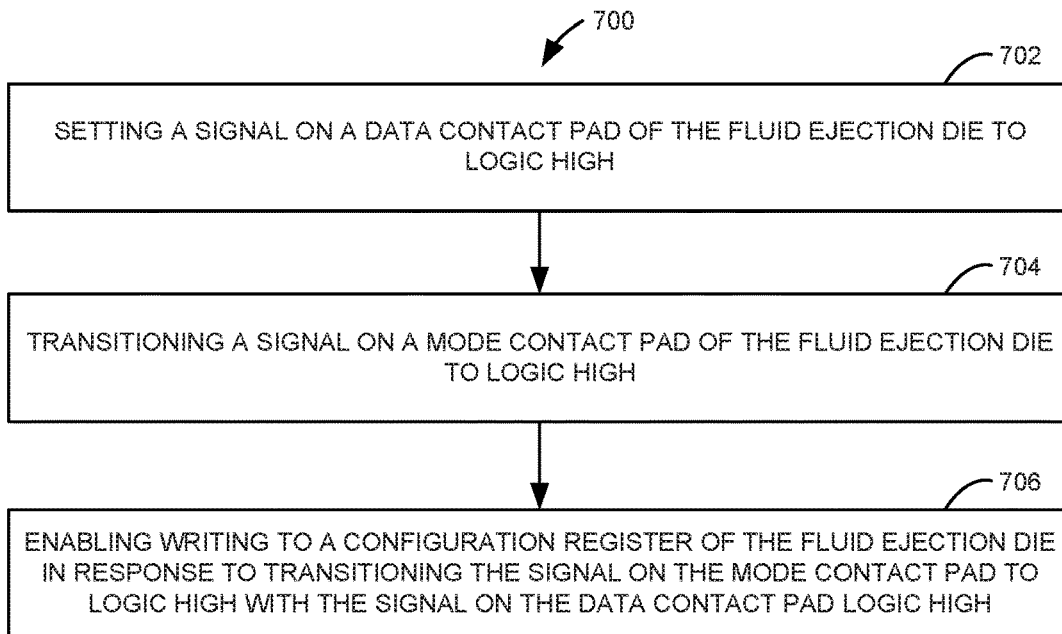 700
702
SETTING A SIGNAL ON A DATA CONTACT PAD OF THE FLUID EJECTION DIE TO
LOGIC HIGH
704
TRANSITIONING A SIGNAL ON A MODE CONTACT PAD OF THE FLUID EJECTION DIE
TO LOGIC HIGH
706
ENABLING WRITING TO A CONFIGURATION REGISTER OF THE FLUID EJECTION DIE
IN RESPONSE TO TRANSITIONING THE SIGNAL ON THE MODE CONTACT PAD TO
LOGIC HIGH WITH THE SIGNAL ON THE DATA CONTACT PAD LOGIC HIGH